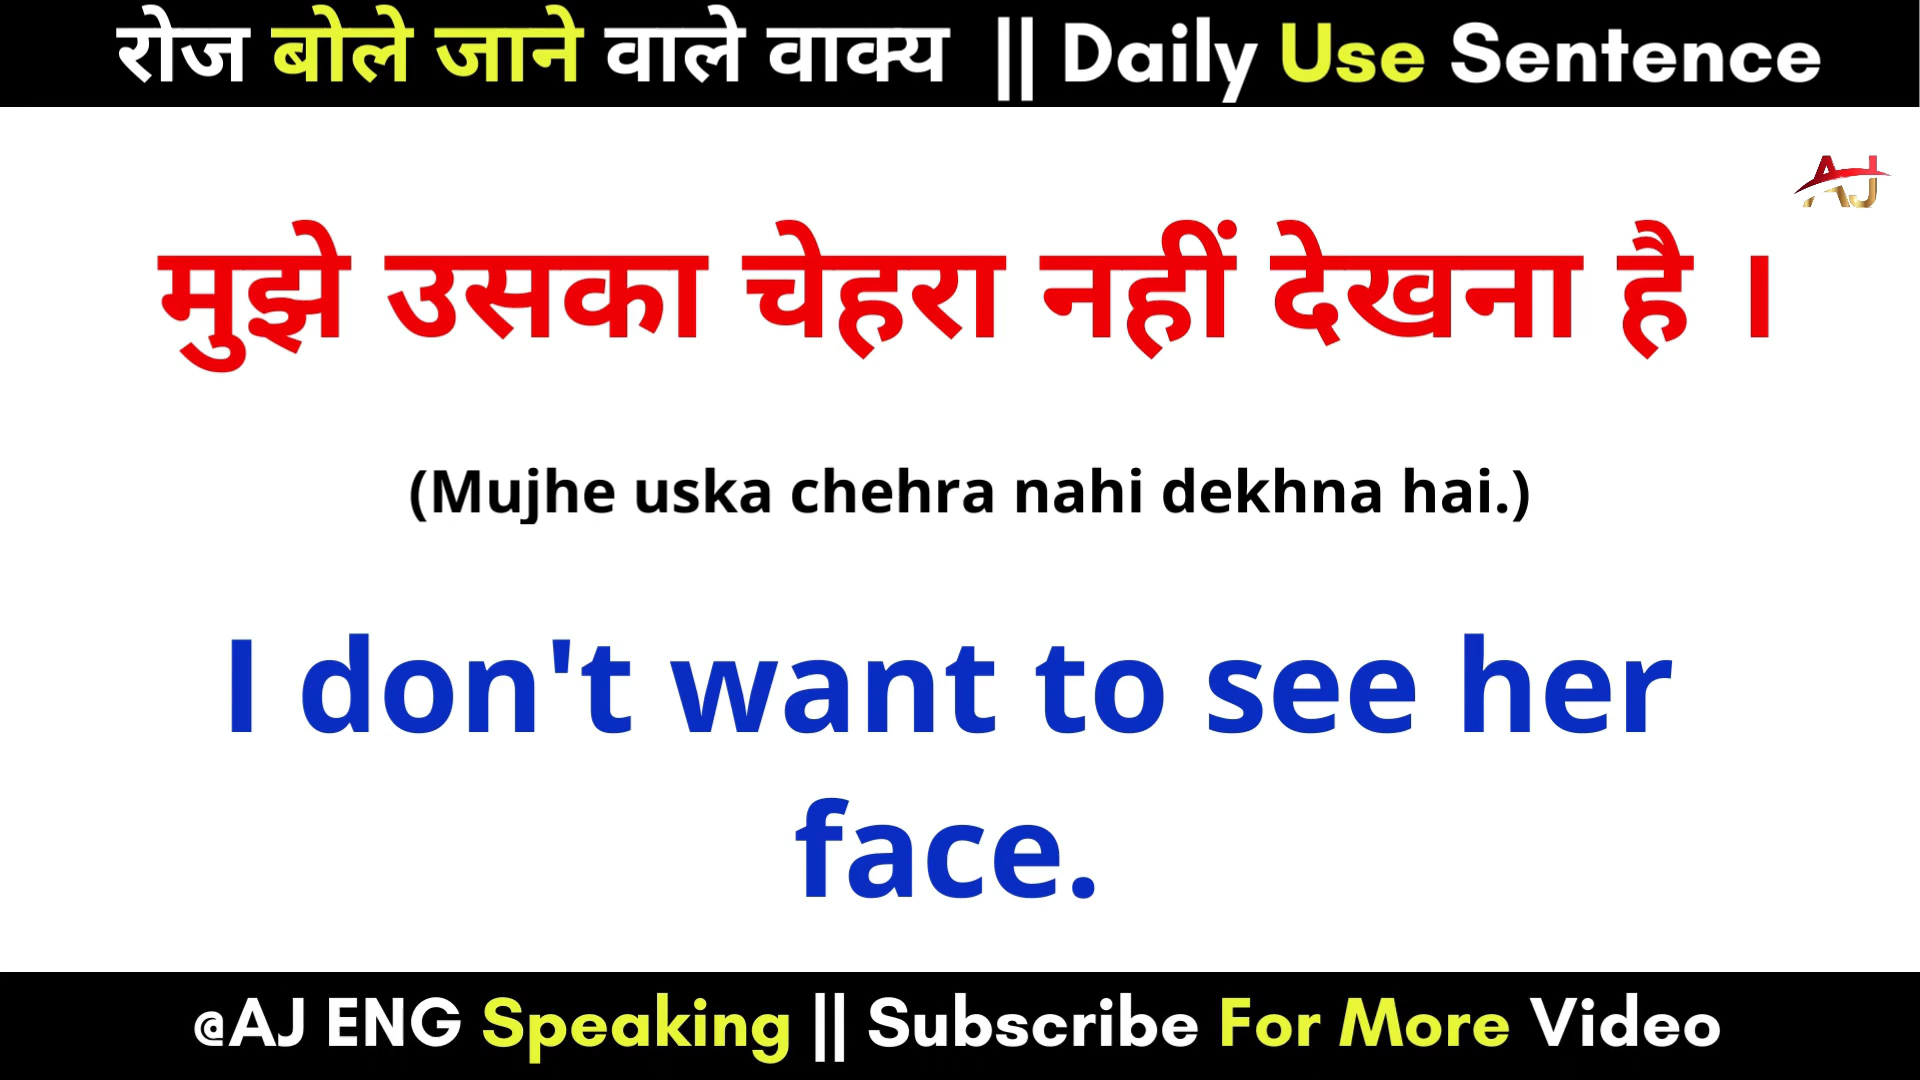 रोज बोले जाने वाले वाक्य || Daily Use Sentence
AJ
मुझे उसका चेहरा नहीं देखना है ।
(Mujhe uska chehra nahi dekhna hai.)
I don't want to see her
face.
@AJ ENG Speaking || Subscribe For More Video